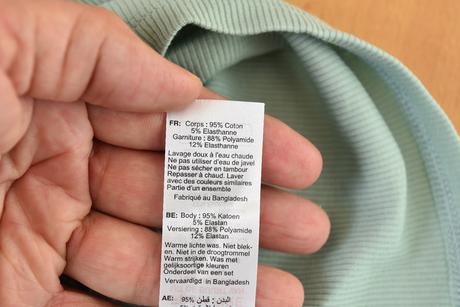 FR: Corps : 95% Coton
5% Elasthanne
Garniture : 88% Polyamide
12% Elasthanne
Lavage doux à l'eau chaude
Ne pas utiliser d'eau de javel
Ne pas sécher en tambour
Repasser à chaud. Laver
avec des couleurs similaires
Partie d'un ensemble
Fabriqué au Bangladesh
BE: Body : 95% Katoen
5% Elastan
Versiering : 88% Polyamide
12% Elastan
Warme lichte was. Niet blek-
en. Niet in de droogtrommel
Warm strijken. Was met
gelijksoortige kleuren
Onderdeel van een set
Vervaardigd in Bangladesh
AE: البدن : قطن 95%